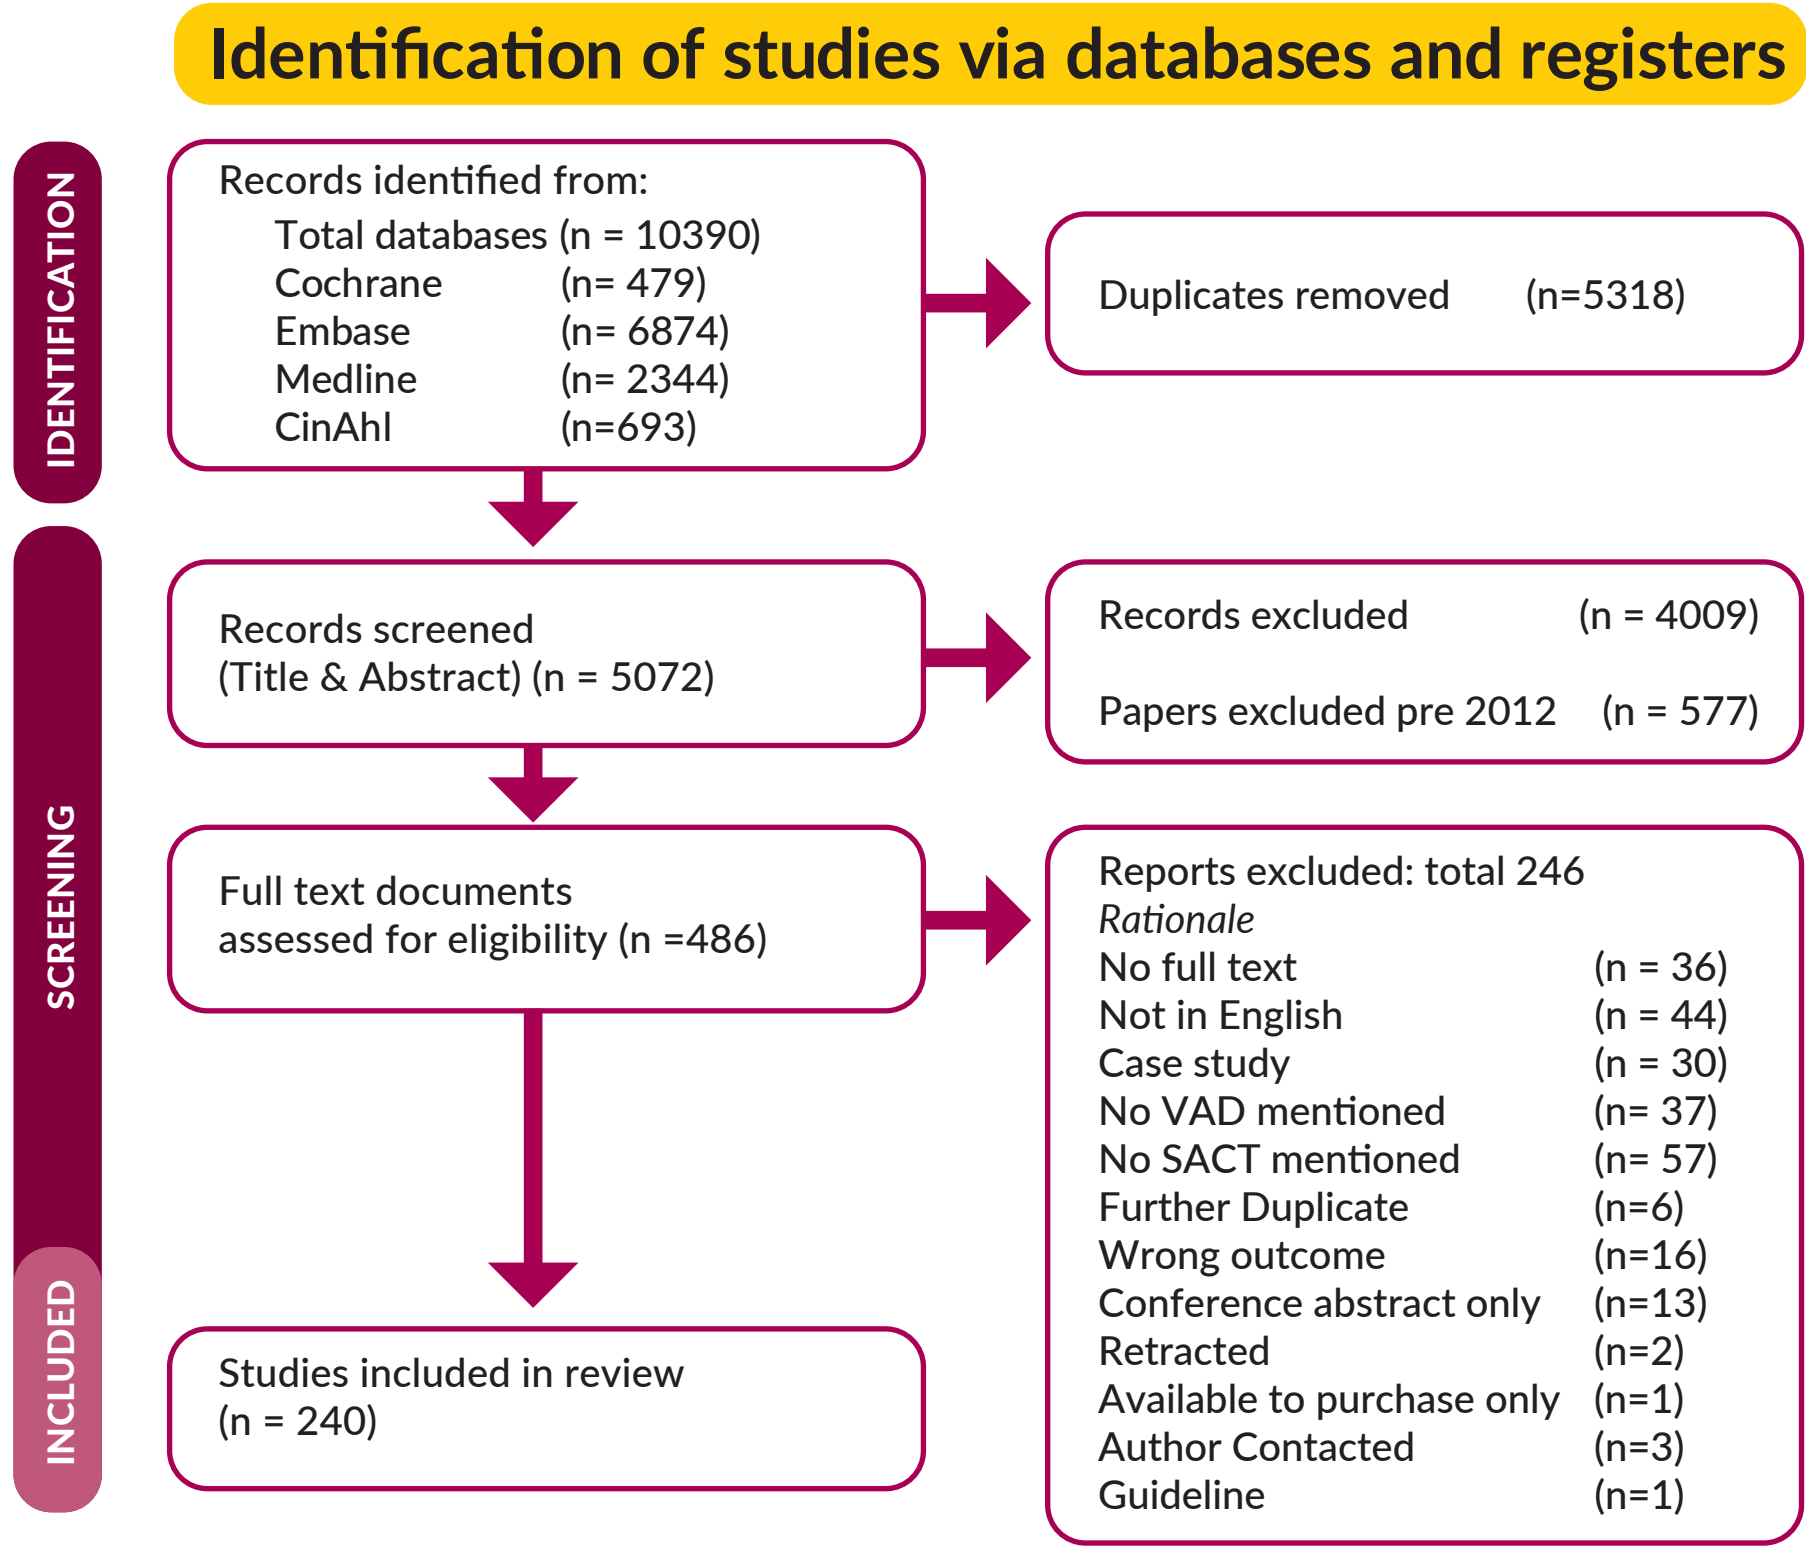 Identification of studies via databases and registers
IDENTIFICATION
Records identified from:
Total databases (n = 10390)
Cochrane (n= 479)
Embase (n= 6874)
Medline (n= 2344)
CinAhl (n=693)
Duplicates removed (n=5318)
SCREENING
Records screened
(Title & Abstract) (n = 5072)
Records excluded (n = 4009)
Papers excluded pre 2012 (n = 577)
Full text documents
assessed for eligibility (n =486)
Reports excluded: total 246
Rationale
No full text (n = 36)
Not in English (n = 44)
Case study (n = 30)
No VAD mentioned (n= 37)
No SACT mentioned (n= 57)
Further Duplicate (n=6)
Wrong outcome (n=16)
Conference abstract only (n=13)
Retracted (n=2)
Available to purchase only (n=1)
Author Contacted (n=3)
Guideline (n=1)
INCLUDED
Studies included in review
(n = 240)